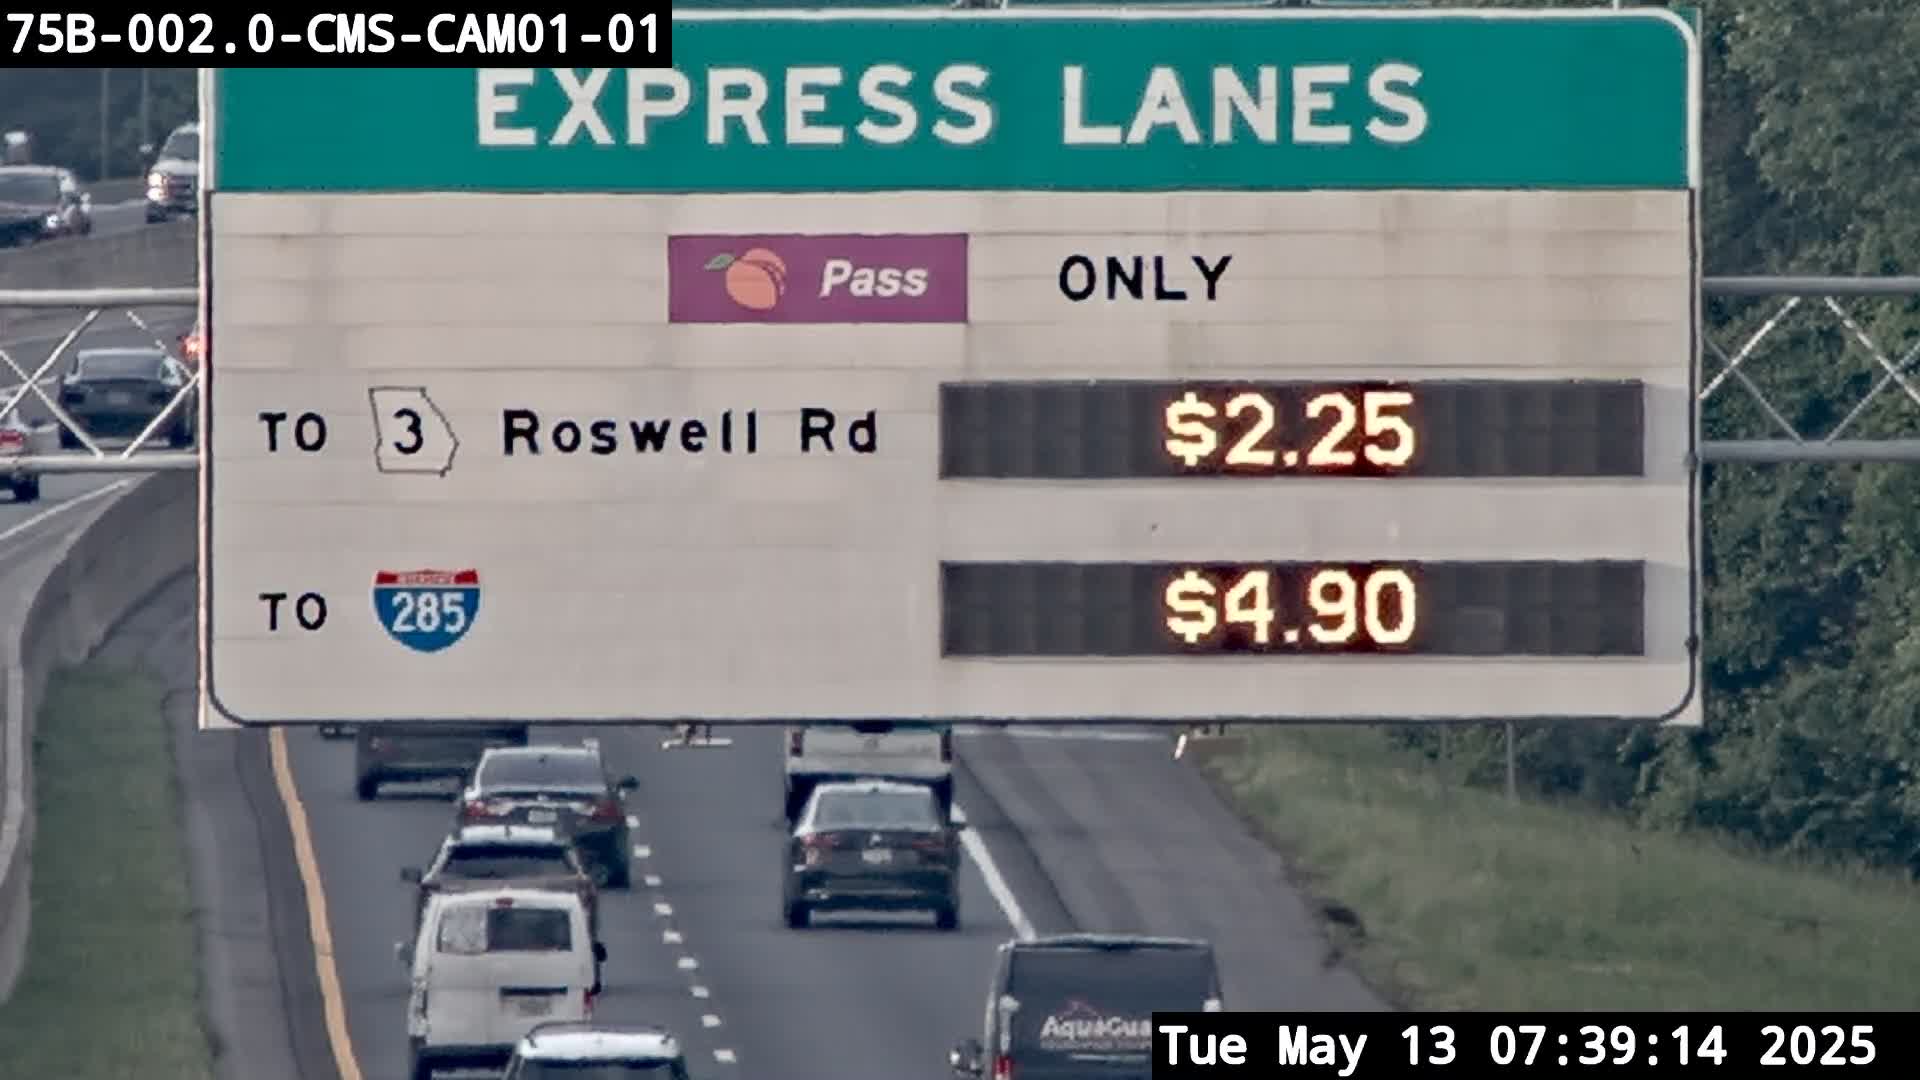 75B-002.0-CMS-CAM01-01
EXPRESS LANES
Pass ONLY
TO 3 Roswell Rd $2.25
TO 285 $4.90
Tue May 13 07:39:14 2025